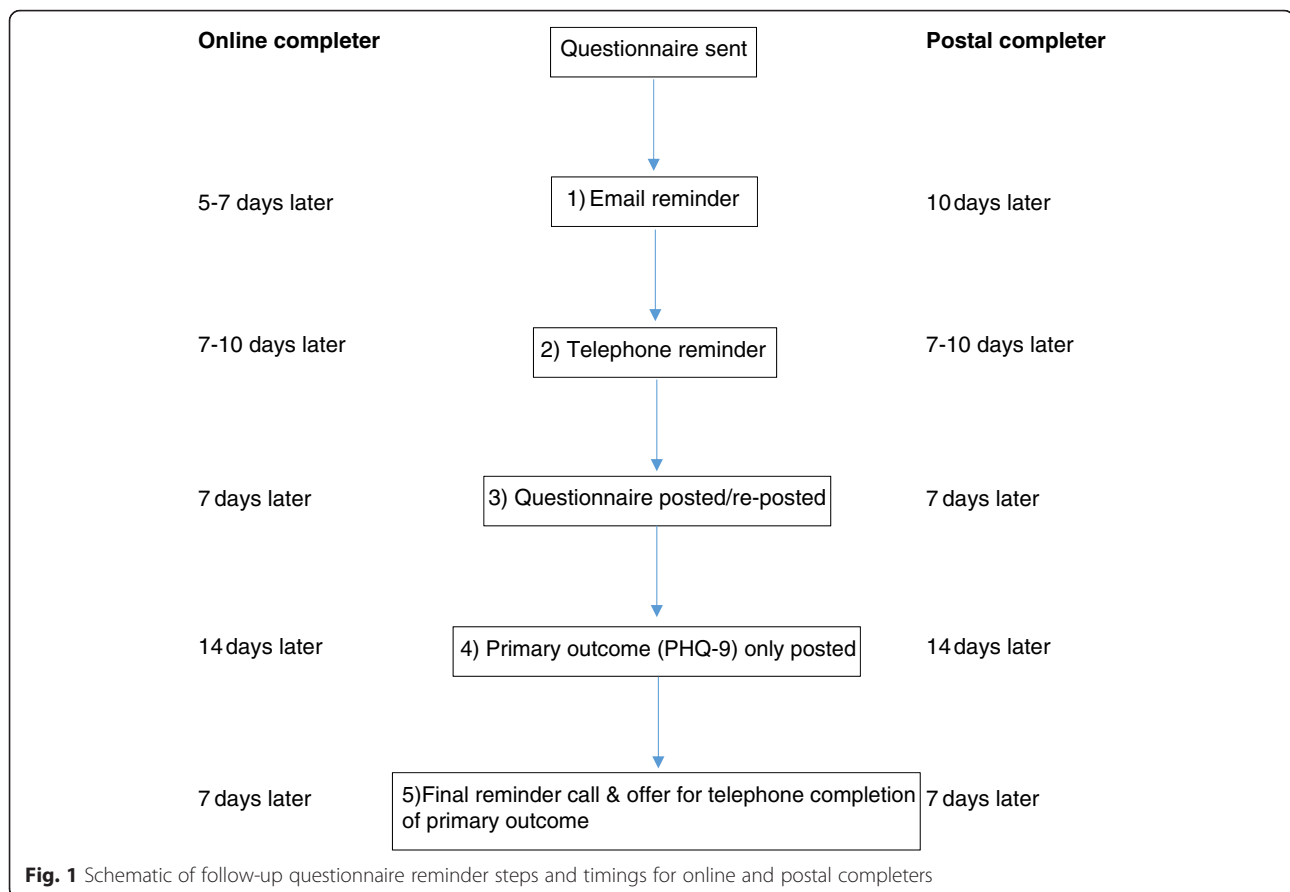 Online completer
Questionnaire sent
Postal completer
5-7 days later
1) Email reminder
10 days later
7-10 days later
2) Telephone reminder
7-10 days later
7 days later
3) Questionnaire posted/re-posted
7 days later
14 days later
4) Primary outcome (PHQ-9) only posted
14 days later
7 days later
5)Final reminder call & offer for telephone completion
of primary outcome
7 days later
Fig. 1 Schematic of follow-up questionnaire reminder steps and timings for online and postal completers